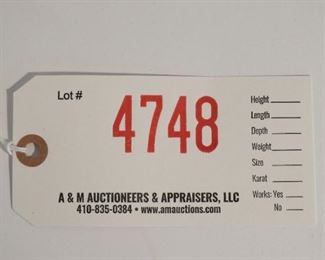 Lot #
4748
Height
Length
Depth
Weight
Size
Karat
Works: Yes
No
A & M AUCTIONEERS & APPRAISERS, LLC
410-835-0384 • www.amauctions.com